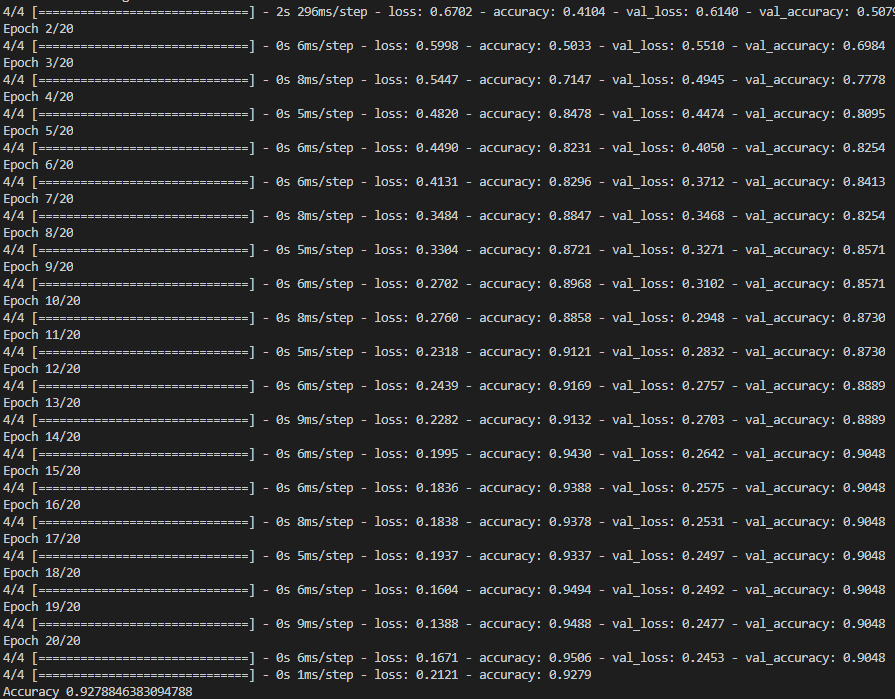 4/4 [==============================] - 2s 296ms/step - loss: 0.6702 - accuracy: 0.4104 - val_loss: 0.6140 - val_accuracy: 0.5079
Epoch 2/20
4/4 [==============================] - 0s 6ms/step - loss: 0.5998 - accuracy: 0.5033 - val_loss: 0.5510 - val_accuracy: 0.6984
Epoch 3/20
4/4 [==============================] - 0s 8ms/step - loss: 0.5447 - accuracy: 0.7147 - val_loss: 0.4945 - val_accuracy: 0.7778
Epoch 4/20
4/4 [==============================] - 0s 5ms/step - loss: 0.4820 - accuracy: 0.8478 - val_loss: 0.4474 - val_accuracy: 0.8095
Epoch 5/20
4/4 [==============================] - 0s 6ms/step - loss: 0.4490 - accuracy: 0.8231 - val_loss: 0.4050 - val_accuracy: 0.8254
Epoch 6/20
4/4 [==============================] - 0s 6ms/step - loss: 0.4131 - accuracy: 0.8296 - val_loss: 0.3712 - val_accuracy: 0.8413
Epoch 7/20
4/4 [==============================] - 0s 8ms/step - loss: 0.3484 - accuracy: 0.8847 - val_loss: 0.3468 - val_accuracy: 0.8254
Epoch 8/20
4/4 [==============================] - 0s 5ms/step - loss: 0.3304 - accuracy: 0.8721 - val_loss: 0.3271 - val_accuracy: 0.8571
Epoch 9/20
4/4 [==============================] - 0s 6ms/step - loss: 0.2702 - accuracy: 0.8968 - val_loss: 0.3102 - val_accuracy: 0.8571
Epoch 10/20
4/4 [==============================] - 0s 8ms/step - loss: 0.2760 - accuracy: 0.8858 - val_loss: 0.2948 - val_accuracy: 0.8730
Epoch 11/20
4/4 [==============================] - 0s 5ms/step - loss: 0.2318 - accuracy: 0.9121 - val_loss: 0.2832 - val_accuracy: 0.8730
Epoch 12/20
4/4 [==============================] - 0s 6ms/step - loss: 0.2439 - accuracy: 0.9169 - val_loss: 0.2757 - val_accuracy: 0.8889
Epoch 13/20
4/4 [==============================] - 0s 9ms/step - loss: 0.2282 - accuracy: 0.9132 - val_loss: 0.2703 - val_accuracy: 0.8889
Epoch 14/20
4/4 [==============================] - 0s 6ms/step - loss: 0.1995 - accuracy: 0.9430 - val_loss: 0.2642 - val_accuracy: 0.9048
Epoch 15/20
4/4 [==============================] - 0s 6ms/step - loss: 0.1836 - accuracy: 0.9388 - val_loss: 0.2575 - val_accuracy: 0.9048
Epoch 16/20
4/4 [==============================] - 0s 8ms/step - loss: 0.1838 - accuracy: 0.9378 - val_loss: 0.2531 - val_accuracy: 0.9048
Epoch 17/20
4/4 [==============================] - 0s 5ms/step - loss: 0.1937 - accuracy: 0.9337 - val_loss: 0.2497 - val_accuracy: 0.9048
Epoch 18/20
4/4 [==============================] - 0s 6ms/step - loss: 0.1604 - accuracy: 0.9494 - val_loss: 0.2492 - val_accuracy: 0.9048
Epoch 19/20
4/4 [==============================] - 0s 9ms/step - loss: 0.1388 - accuracy: 0.9488 - val_loss: 0.2477 - val_accuracy: 0.9048
Epoch 20/20
4/4 [==============================] - 0s 6ms/step - loss: 0.1671 - accuracy: 0.9506 - val_loss: 0.2453 - val_accuracy: 0.9048
4/4 [==============================] - 0s 1ms/step - loss: 0.2121 - accuracy: 0.9279
Accuracy 0.9278846383094788